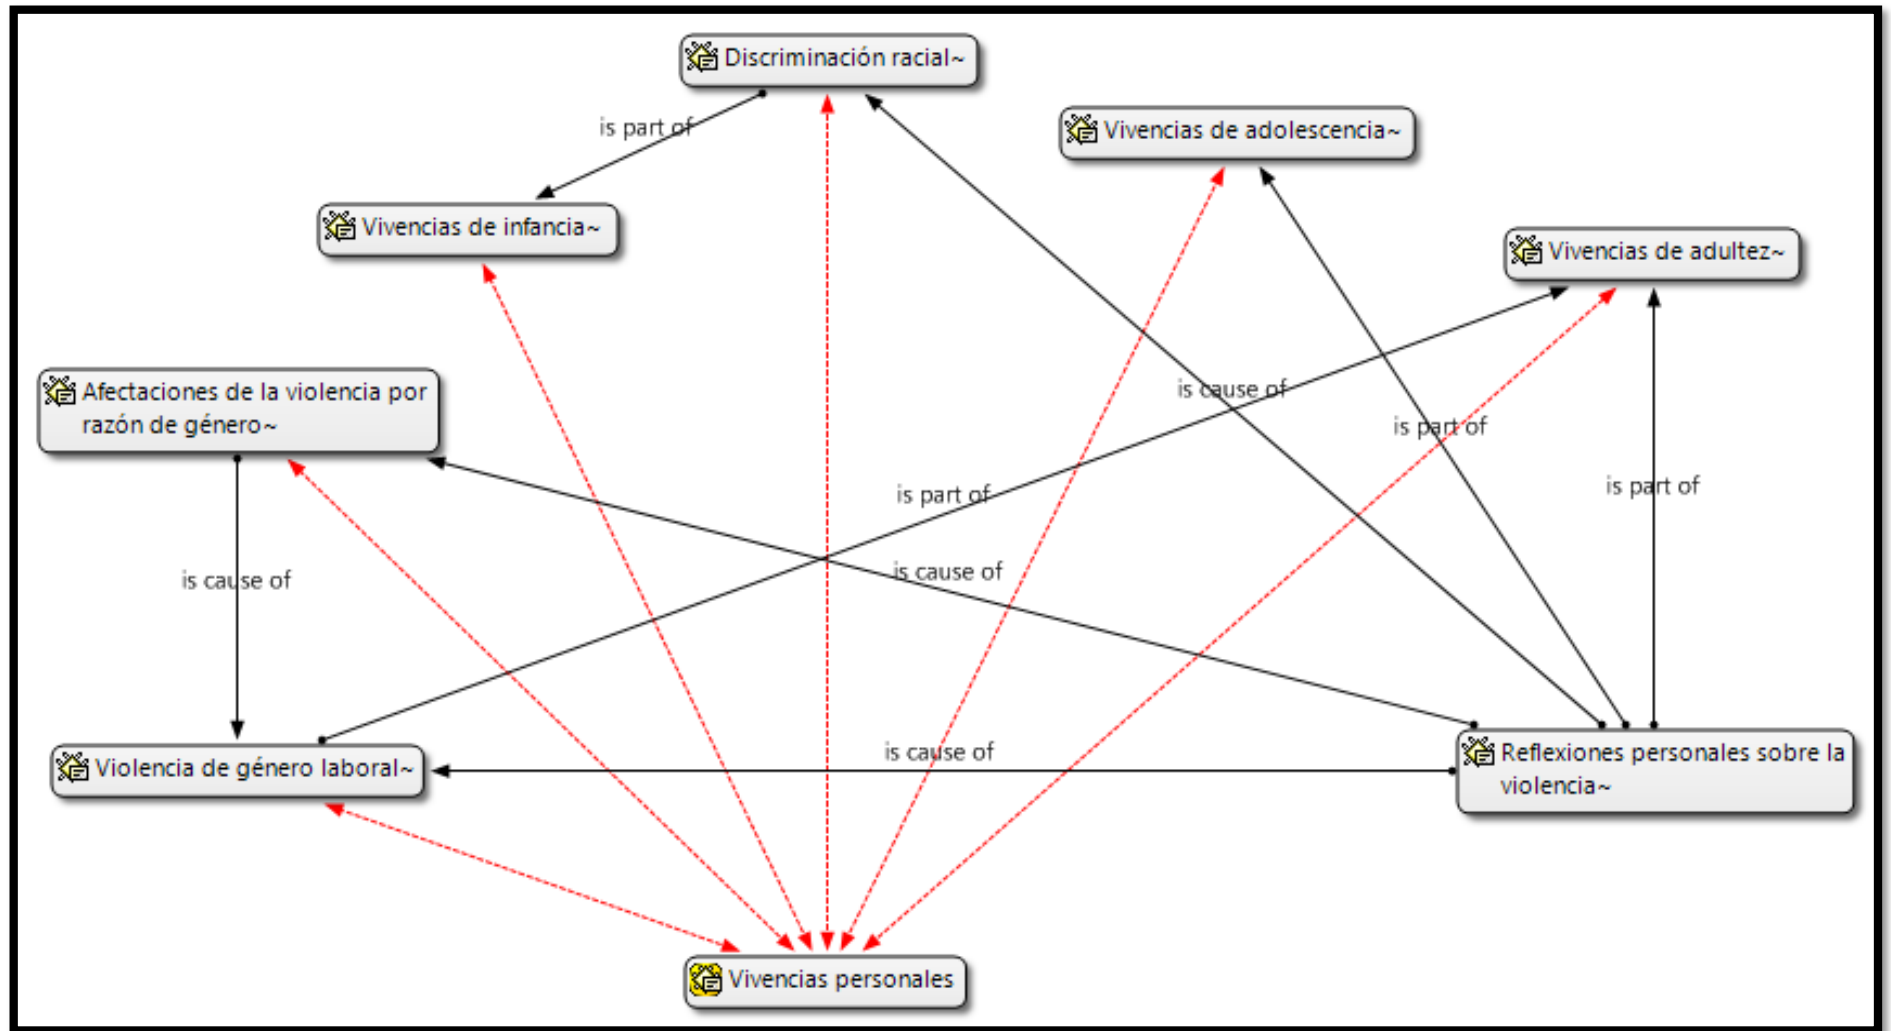 Discriminación racial~
is part of
Vivencias de adolescencia~
Vivencias de infancia~
Vivencias de adultez~
Afectaciones de la violencia por
razón de género~
is cause of
is part of
is part of
is part of
is cause of
is cause of
is cause of
Violencia de género laboral~
Reflexiones personales sobre la
violencia~
Vivencias personales